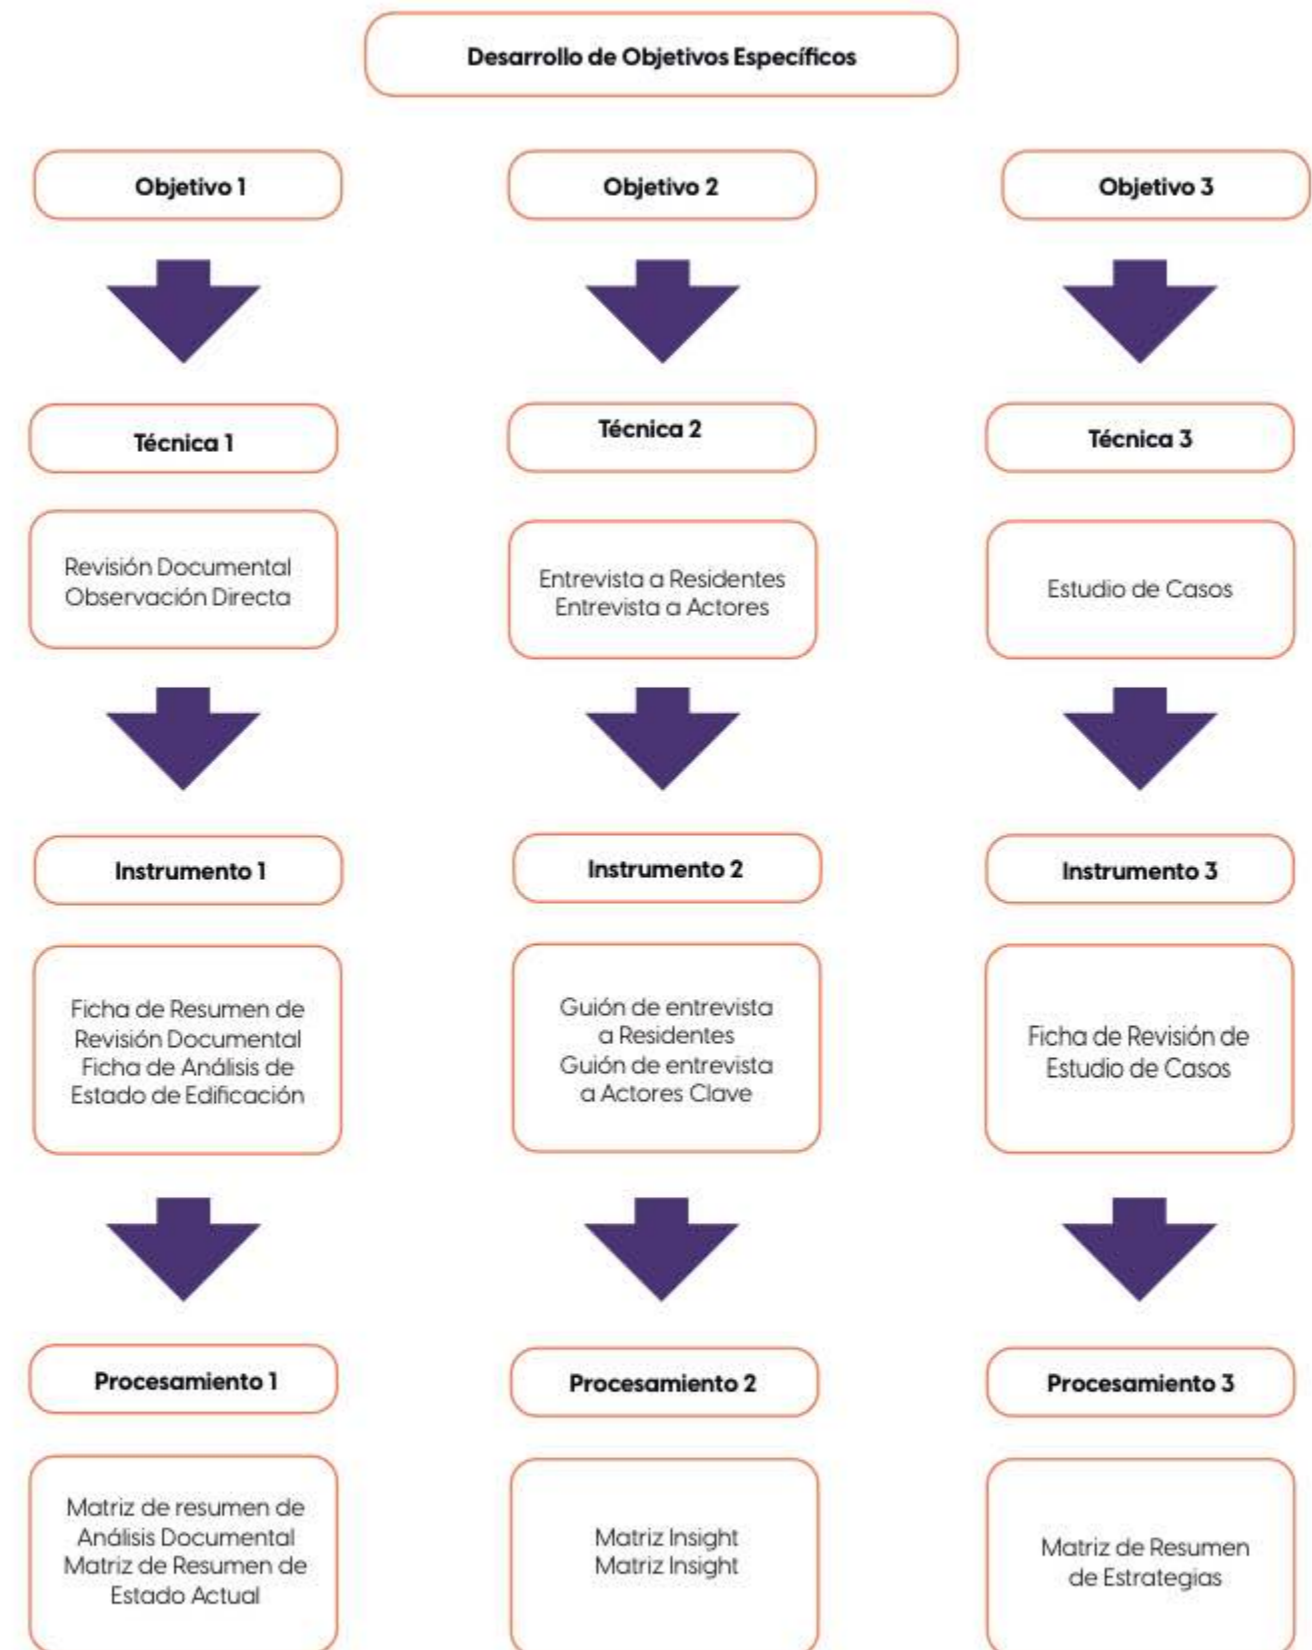 Desarrollo de Objetivos Específicos
Objetivo 1
Objetivo 2
Objetivo 3
Técnica 1
Técnica 2
Técnica 3
Revisión Documental
Observación Directa
Entrevista a Residentes
Entrevista a Actores
Estudio de Casos
Instrumento 1
Instrumento 2
Instrumento 3
Ficha de Resumen de
Revisión Documental
Ficha de Análisis de
Estado de Edificación
Guión de entrevista
a Residentes
Guión de entrevista
a Actores Clave
Ficha de Revisión de
Estudio de Casos
Procesamiento 1
Procesamiento 2
Procesamiento 3
Matriz de resumen de
Análisis Documental
Matriz de Resumen de
Estado Actual
Matriz Insight
Matriz Insight
Matriz de Resumen
de Estrategias